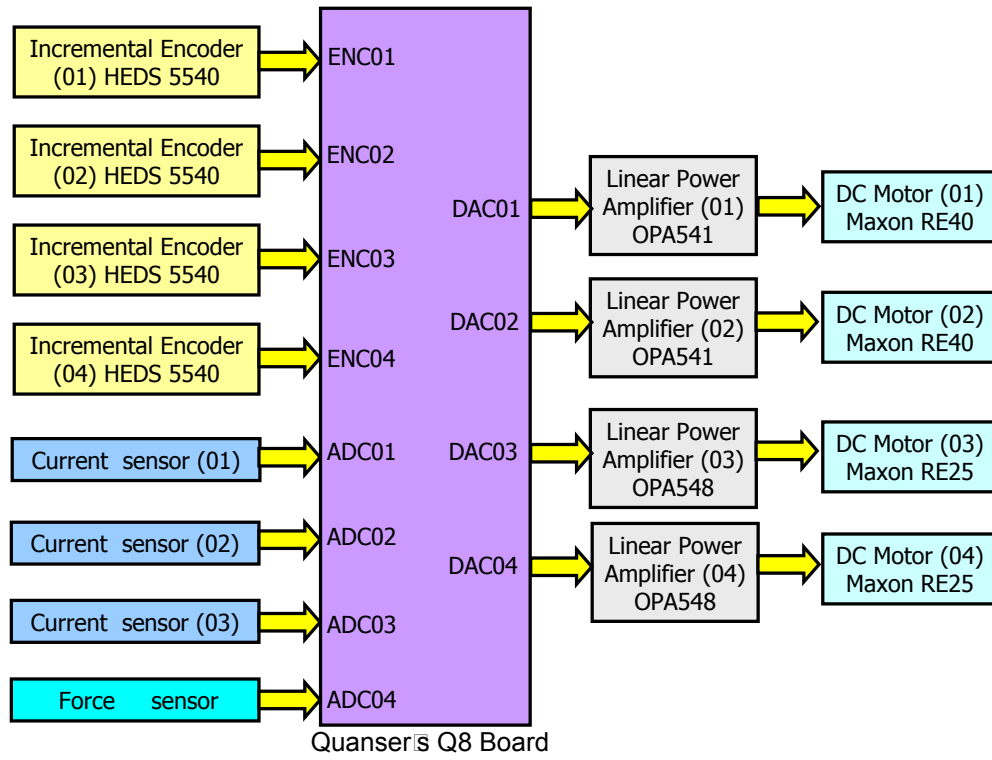 Incremental Encoder
(01) HEDS 5540
Incremental Encoder
(02) HEDS 5540
Incremental Encoder
(03) HEDS 5540
Incremental Encoder
(04) HEDS 5540
Current sensor (01)
Current sensor (02)
Current sensor (03)
Force sensor
ENC01
ENC02
ENC03
ENC04
ADC01
ADC02
ADC03
ADC04
DAC01
DAC02
DAC03
DAC04
Linear Power
Amplifier (01)
OPA541
Linear Power
Amplifier (02)
OPA541
Linear Power
Amplifier (03)
OPA548
Linear Power
Amplifier (04)
OPA548
DC Motor (01)
Maxon RE40
DC Motor (02)
Maxon RE40
DC Motor (03)
Maxon RE25
DC Motor (04)
Maxon RE25
Quanser s Q8 Board